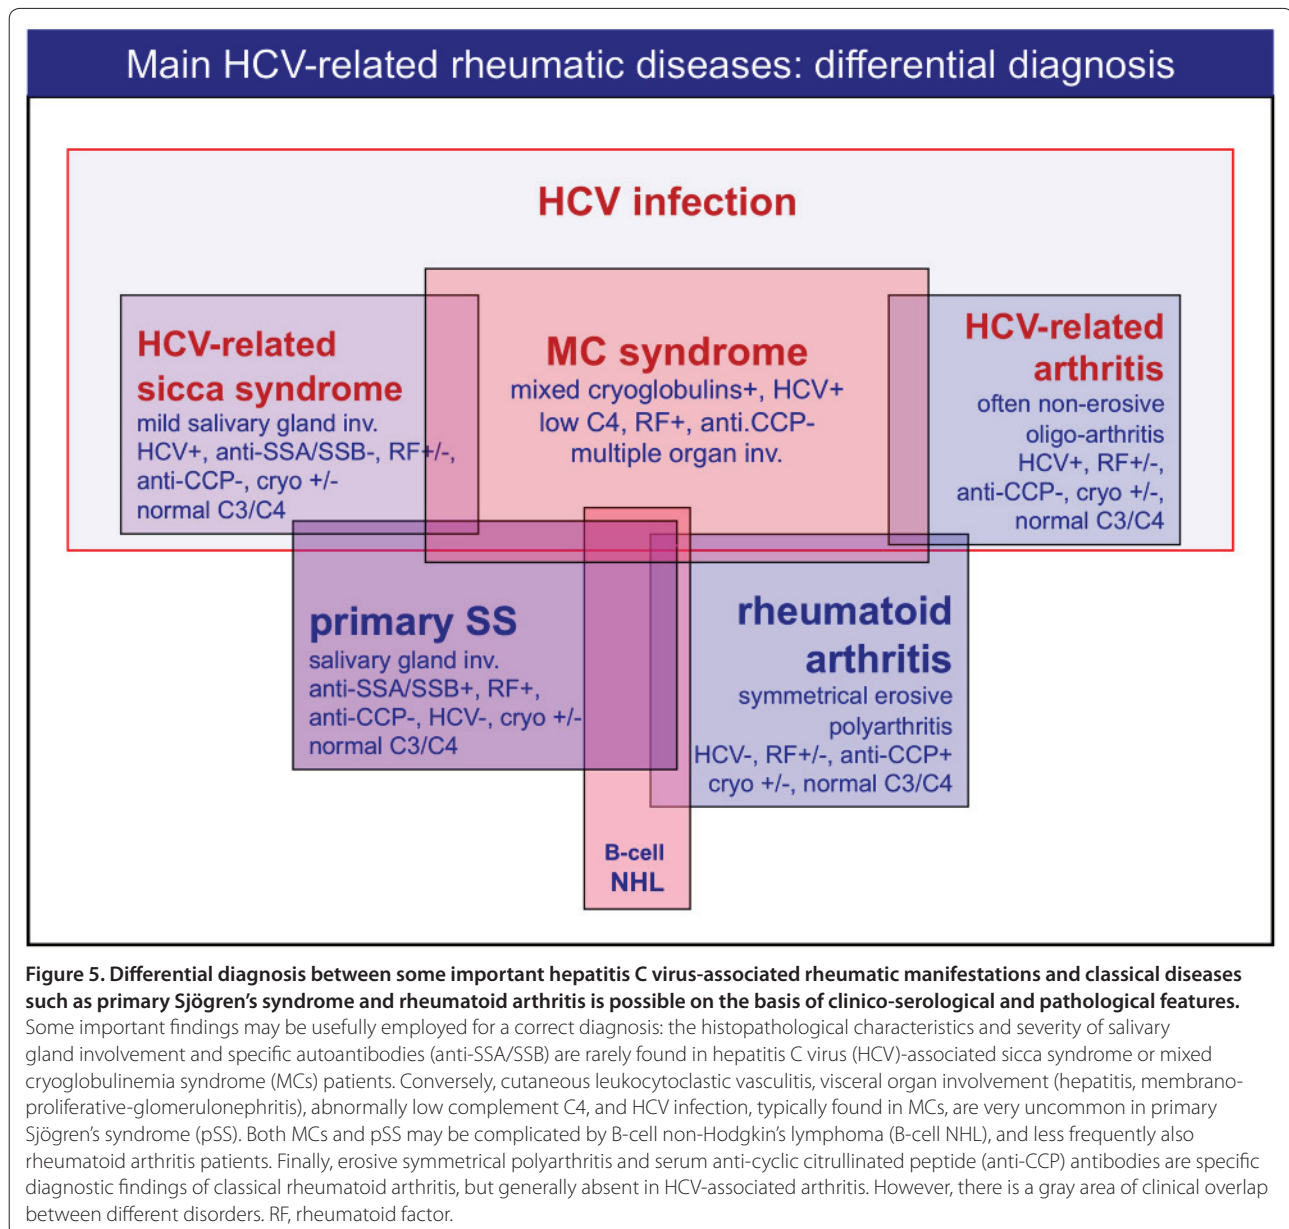 Main HCV-related rheumatic diseases: differential diagnosis
HCV infection
HCV-related
sicca syndrome
mild salivary gland inv.
HCV+, anti-SSA/SSB-, RF+/-,
anti-CCP-, cryo +/-
normal C3/C4
MC syndrome
mixed cryoglobulins+, HCV+
low C4, RF+, anti.CCP-
multiple organ inv.
HCV-related
arthritis
often non-erosive
oligo-arthritis
HCV+, RF+/-,
anti-CCP-, cryo +/-,
normal C3/C4
primary SS
salivary gland inv.
anti-SSA/SSB+, RF+,
anti-CCP-, HCV-, cryo +/-
normal C3/C4
rheumatoid
arthritis
symmetrical erosive
polyarthritis
HCV-, RF+/-, anti-CCP+
cryo +/-, normal C3/C4
B-cell
NHL
Figure 5. Differential diagnosis between some important hepatitis C virus-associated rheumatic manifestations and classical diseases
such as primary Sjögren's syndrome and rheumatoid arthritis is possible on the basis of clinico-serological and pathological features.
Some important findings may be usefully employed for a correct diagnosis: the histopathological characteristics and severity of salivary
gland involvement and specific autoantibodies (anti-SSA/SSB) are rarely found in hepatitis C virus (HCV)-associated sicca syndrome or mixed
cryoglobulinemia syndrome (MCs) patients. Conversely, cutaneous leukocytoclastic vasculitis, visceral organ involvement (hepatitis, membrano-
proliferative-glomerulonephritis), abnormally low complement C4, and HCV infection, typically found in MCs, are very uncommon in primary
Sjögren's syndrome (pSS). Both MCs and pSS may be complicated by B-cell non-Hodgkin's lymphoma (B-cell NHL), and less frequently also
rheumatoid arthritis patients. Finally, erosive symmetrical polyarthritis and serum anti-cyclic citrullinated peptide (anti-CCP) antibodies are specific
diagnostic findings of classical rheumatoid arthritis, but generally absent in HCV-associated arthritis. However, there is a gray area of clinical overlap
between different disorders. RF, rheumatoid factor.